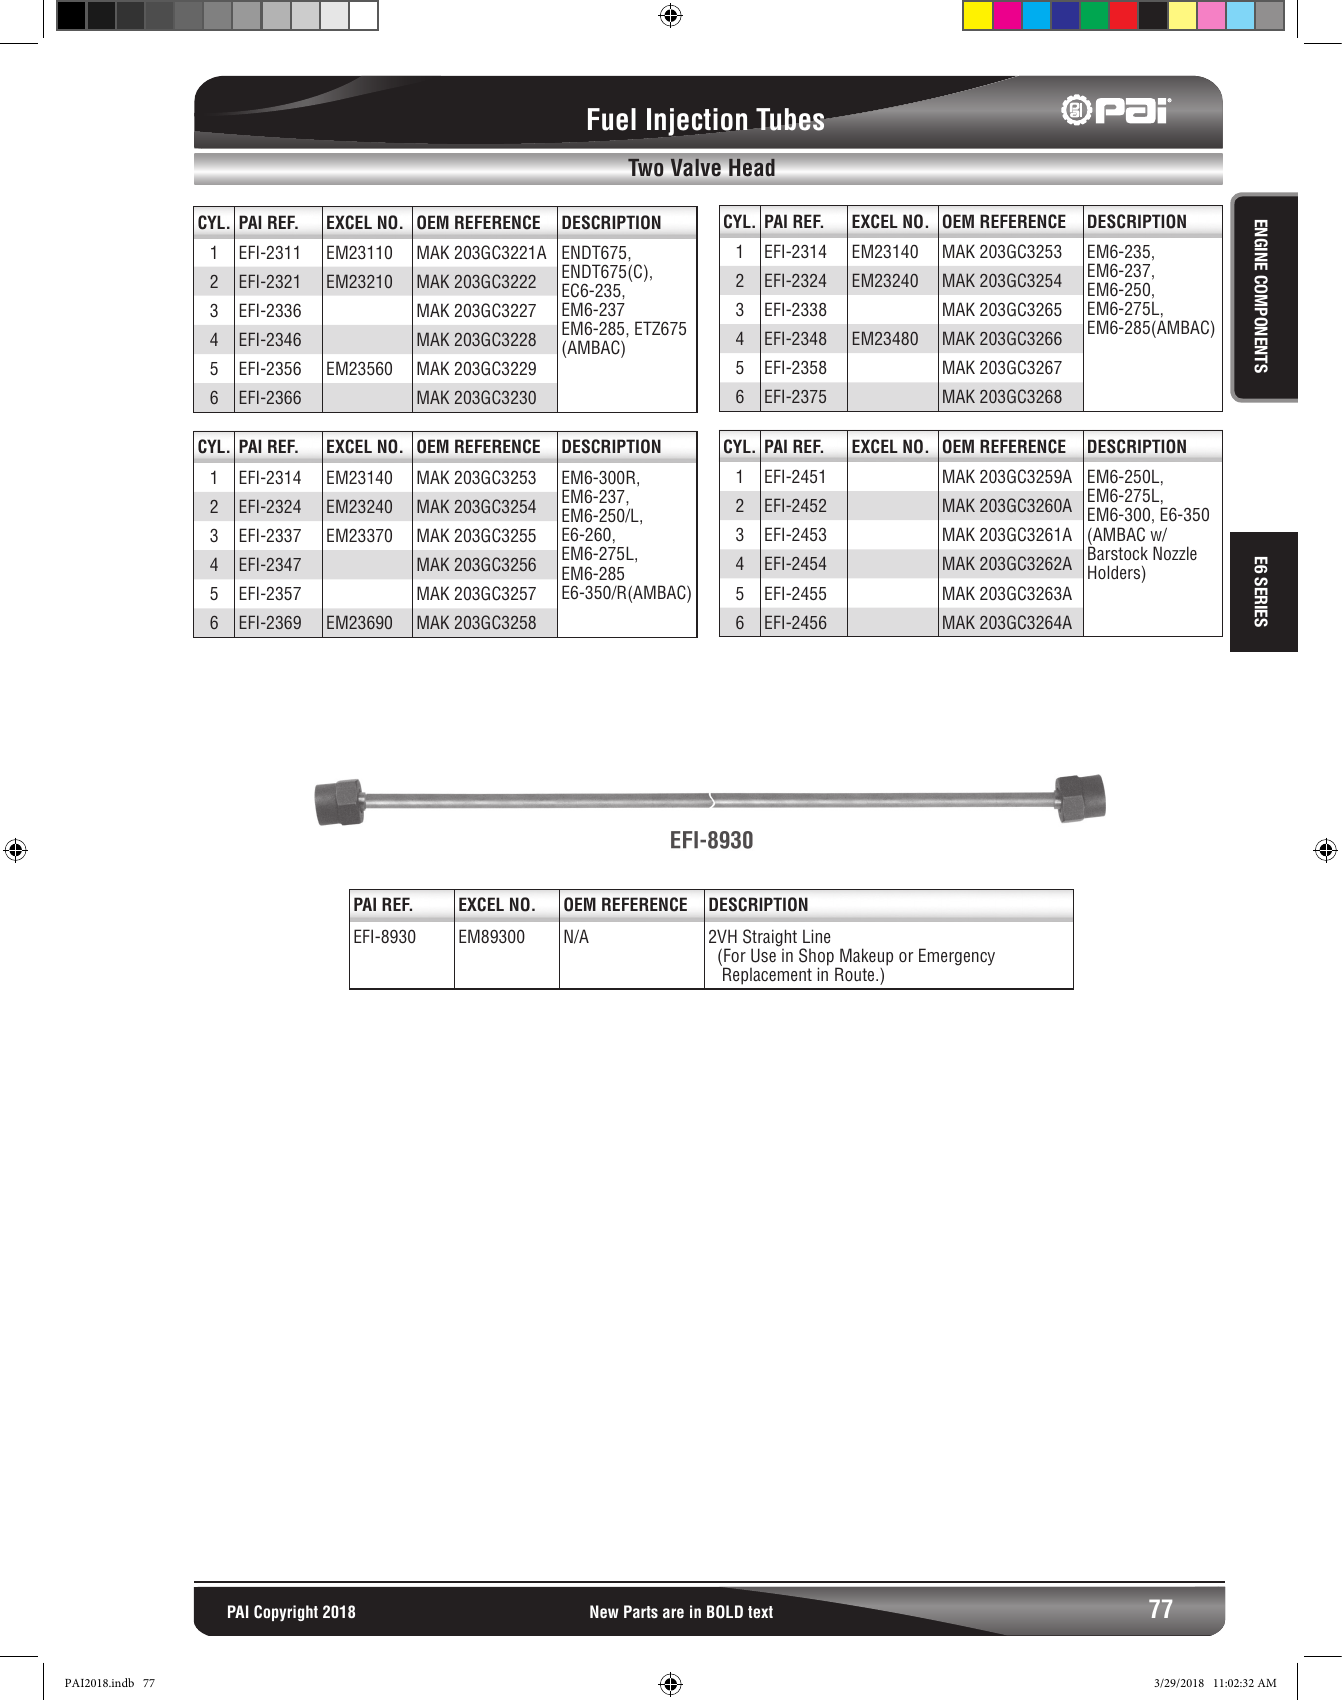 Fuel Injection Tubes
PAI
Two Valve Head
CYL. PAI REF. EXCEL NO. OEM REFERENCE DESCRIPTION
1 EFI-2311 EM23110 MAK 203GC3221A ENDT675,
ENDT675(C),
2 EFI-2321 EM23210 MAK 203GC3222
EC6-235,
3 EFI-2336 MAK 203GC3227 EM6-237
EM6-285, ETZ675
4 EFI-2346 MAK 203GC3228 (AMBAC)
5 EFI-2356 EM23560 MAK 203GC3229
6 EFI-2366 MAK 203GC3230
CYL. PAI REF. EXCEL NO. OEM REFERENCE DESCRIPTION
1 EFI-2314 EM23140 MAK 203GC3253 EM6-235,
EM6-237,
2 EFI-2324 EM23240 MAK 203GC3254
EM6-250,
3 EFI-2338 MAK 203GC3265 EM6-275L,
EM6-285(AMBAC)
4 EFI-2348 EM23480 MAK 203GC3266
5 EFI-2358 MAK 203GC3267
6 EFI-2375 MAK 203GC3268
CYL. PAI REF. EXCEL NO. OEM REFERENCE DESCRIPTION
1 EFI-2314 EM23140 MAK 203GC3253 EM6-300R,
EM6-237,
2 EFI-2324 EM23240 MAK 203GC3254
EM6-250/L,
3 EFI-2337 EM23370 MAK 203GC3255 E6-260,
EM6-275L,
4 EFI-2347 MAK 203GC3256
EM6-285
5 EFI-2357 MAK 203GC3257 E6-350/R(AMBAC)
6 EFI-2369 EM23690 MAK 203GC3258
CYL. PAI REF. EXCEL NO. OEM REFERENCE DESCRIPTION
1 EFI-2451 MAK 203GC3259A EM6-250L,
EM6-275L,
2 EFI-2452 MAK 203GC3260A
EM6-300, E6-350
3 EFI-2453 MAK 203GC3261A (AMBAC w/
Barstock Nozzle
4 EFI-2454 MAK 203GC3262A
Holders)
5 EFI-2455 MAK 203GC3263A
6 EFI-2456 MAK 203GC3264A
ENGINE COMPONENTS
E6 SERIES
EFI-8930
PAI REF. EXCEL NO. OEM REFERENCE DESCRIPTION
EFI-8930 EM89300 N/A 2VH Straight Line
(For Use in Shop Makeup or Emergency
Replacement in Route.)
PAI Copyright 2018 New Parts are in BOLD text 77
PAI2018.indb 77 3/29/2018 11:02:32 AM